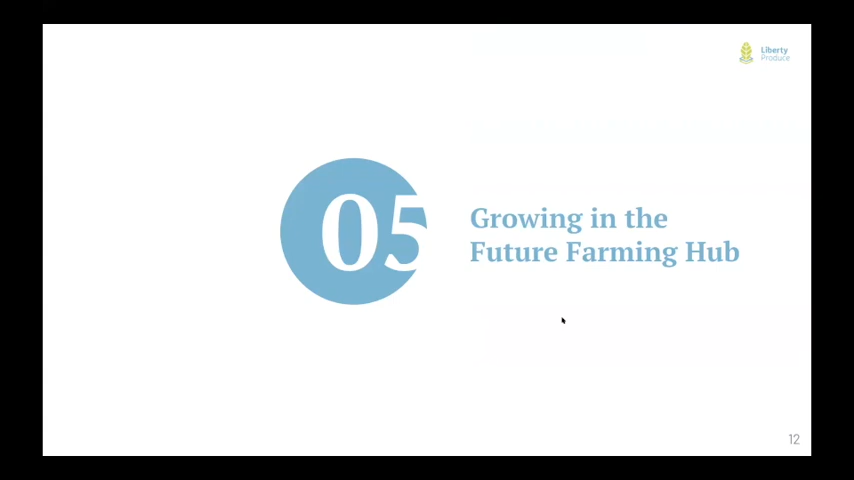 Liberty
Produce
05
Growing in the
Future Farming Hub
12